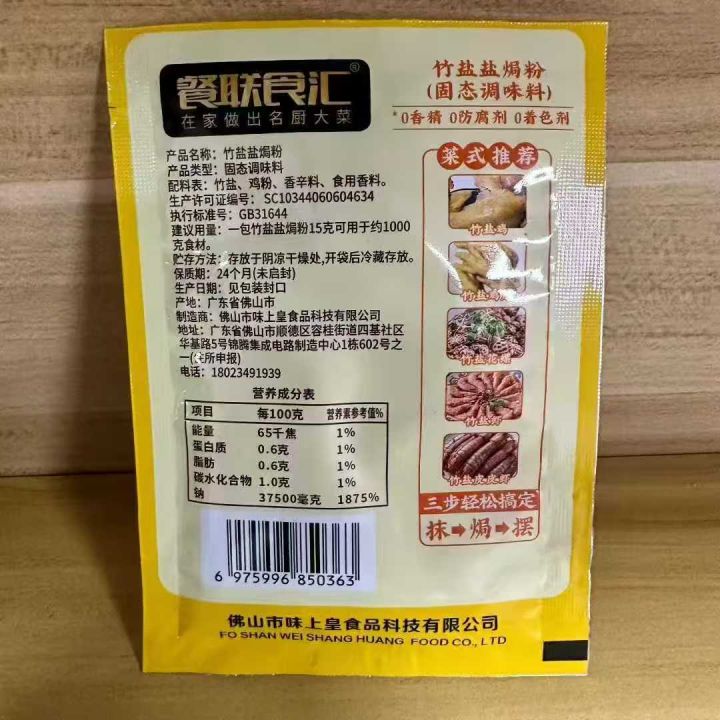 餐联食汇®
在家做出名厨大菜
竹盐盐焗粉
(固态调味料)
*0香精 0防腐剂 0着色剂
产品名称：竹盐盐焗粉
产品类型：固态调味料
配料表：竹盐、鸡粉、香辛料、食用香料。
生产许可证编号：SC10344060604634
执行标准号：GB31644
建议用量：一包竹盐盐焗粉15克可用于约1000
克食材。
贮存方法：存放于阴凉干燥处,开袋后冷藏存放。
保质期：24个月(未启封)
生产日期：见包装封口
产地：广东省佛山市
制造商：佛山市味上皇食品科技有限公司
地址：广东省佛山市顺德区容桂街道四基社区
华基路5号锦腾集成电路制造中心1栋602号之
一(住所申报)
电话：18023491939
营养成分表
项目 每100克 营养素参考值%
能量 65千焦 1%
蛋白质 0.6克 1%
脂肪 0.6克 1%
碳水化合物 1.0克 1%
钠 37500毫克 1875%
6 975996 850363
菜式推荐
竹盐鸡
竹盐鸡
竹盐花
竹盐虾
竹盐皮皮虾
三步轻松搞定
抹➡焗➡摆
佛山市味上皇食品科技有限公司
FO SHAN WEI SHANG HUANG FOOD CO., LTD